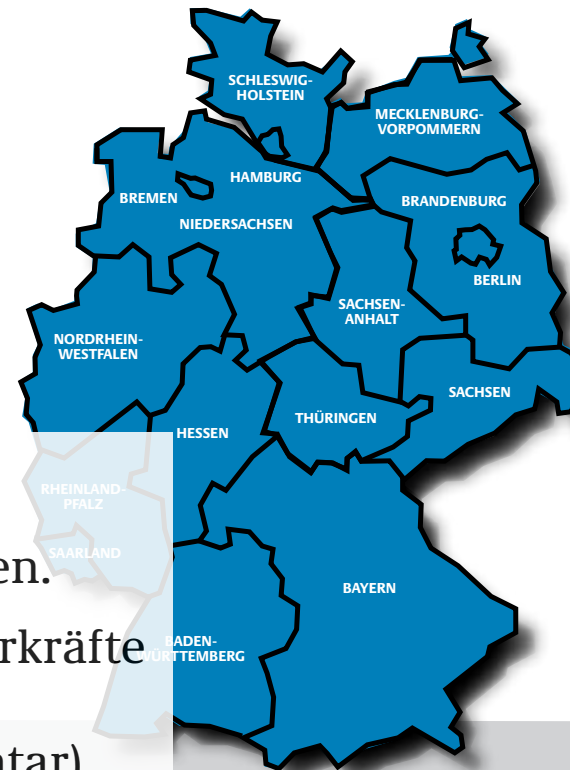 SCHLESWIG-
HOLSTEIN
MECKLENBURG-
VORPOMMERN
HAMBURG
BREMEN
BRANDENBURG
NIEDERSACHSEN
BERLIN
SACHSEN-
ANHALT
NORDRHEIN-
WESTFALEN
SACHSEN
THÜRINGEN
HESSEN
RHEINLAND-
PFALZ
SAARLAND
en.
BAYERN
rkräfte
BADEN-
WÜRTTEMBERG
ntar)